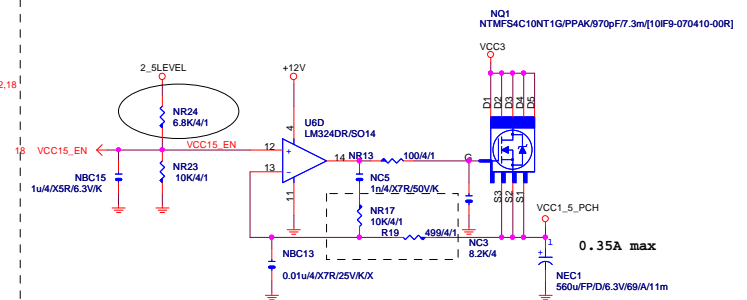 NQ1
NTMFS4C10NT1G/PPAK/970pF/7.3m/[10IF9-070410-00R]
VCC3
2_5LEVEL
+12V
D1
D2
D3
D4
D5
2,18
NR24
6.8K/4/1
U6D
LM324DR/SO14
4
18
VCC15_EN
VCC15_EN
12
+
14
NR13
100/4/1
G
13
-
NR23
10K/4/1
NBC15
1u/4/X5R/6.3V/K
11
NC5
1n/4/X7R/50V/K
S3
S2
S1
NR17
10K/4/1
VCC1_5_PCH
R19
499/4/1
NC3
8.2K/4
1
+
0.35A max
NBC13
0.01u/4/X7R/25V/K/X
NEC1
560u/FP/D/6.3V/69/A/11m